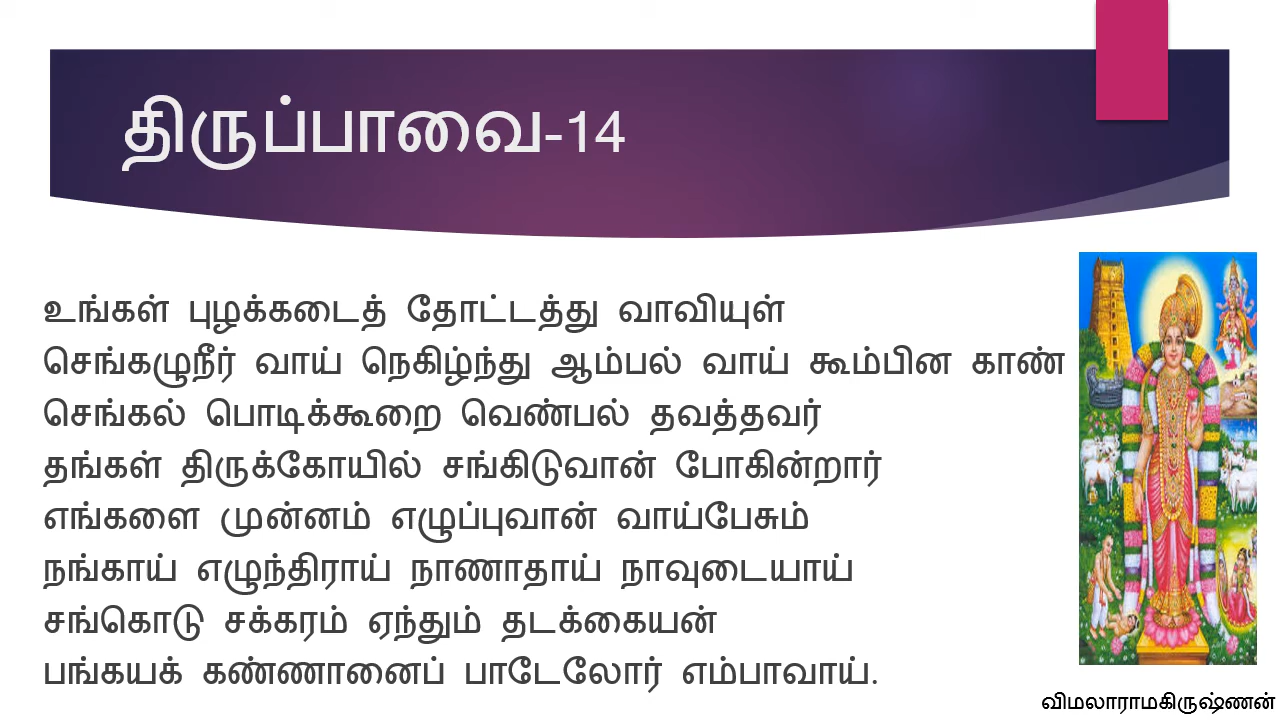 திருப்பாவை-14
உங்கள் புழக்கடைத் தோட்டத்து வாவியுள்
செங்கழுநீர் வாய் நெகிழ்ந்து ஆம்பல் வாய் கூம்பின காண்
செங்கல் பொடிக்கூறை வெண்பல் தவத்தவர்
தங்கள் திருக்கோயில் சங்கிடுவான் போகின்றார்
எங்களை முன்னம் எழுப்புவான் வாய்பேசும்
நங்காய் எழுந்திராய் நாணாதாய் நாவுடையாய்
சங்கொடு சக்கரம் ஏந்தும் தடக்கையன்
பங்கயக் கண்ணானைப் பாடேலோர் எம்பாவாய்.
விமலாராமகிருஷ்ணன்